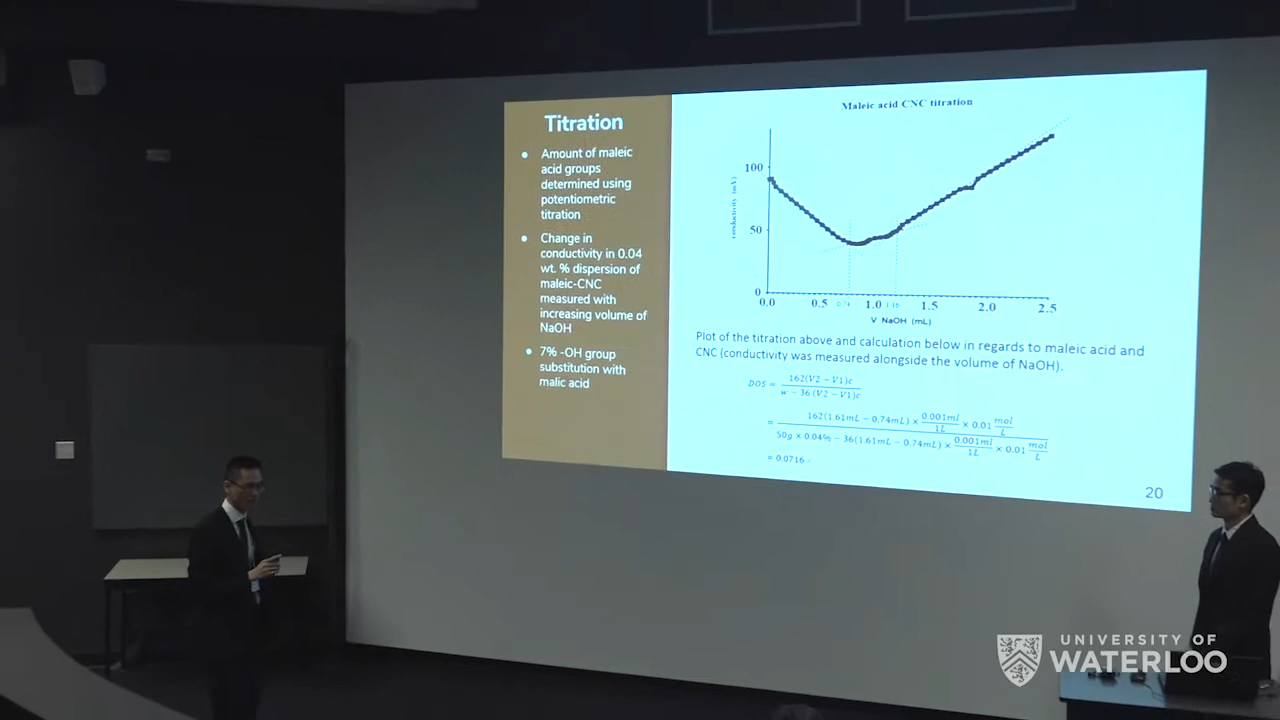 Titration
Amount of maleic
acid groups
determined using
potentiometric
titration
Change in
conductivity in 0.04
wt. % dispersion of
maleic-CNC
measured with
increasing volume of
NaOH
7% -OH group
substitution with
malic acid
Maleic acid CNC titration
conductivity (mV)
100
50
0
0.0 0.5 0.74 1.0 1.5 2.0 2.5
V NaOH (mL)
Plot of the titration above and calculation below in regards to maleic acid and
CNC (conductivity was measured alongside the volume of NaOH).
DOS = 162(V2 − V1)c / w − 36 (V2 − V1)c
= 162(1.61mL − 0.74mL) × 0.001ml / 1L × 0.01 mol / L
50g × 0.04% − 36(1.61mL − 0.74mL) × 0.001ml / 1L × 0.01 mol / L
= 0.0716
20
UNIVERSITY OF
WATERLOO